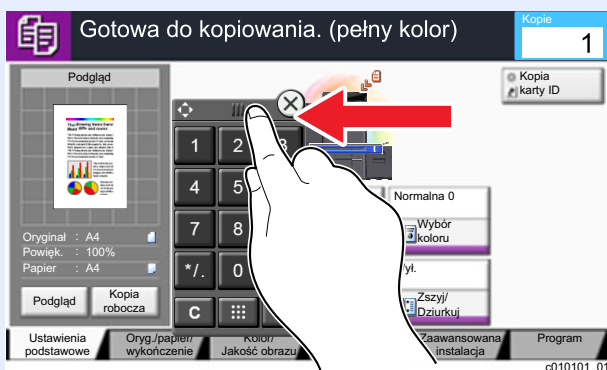 Gotowa do kopiowania. (pełny kolor)
Kopie
1
Podgląd
Kopia
karty ID
1
2
3
4
5
7
8
*/.
0
C
Normalna 0
Wybór
koloru
Zszyj/
Dziurkuj
Oryginał : A4
Powięk. : 100%
Papier : A4
Podgląd
Kopia
robocza
Ustawienia
podstawowe
Oryg./papier/
wykończenie
Kolor/
Jakość obrazu
Zaawansowana
instalacja
Program
c010101_01